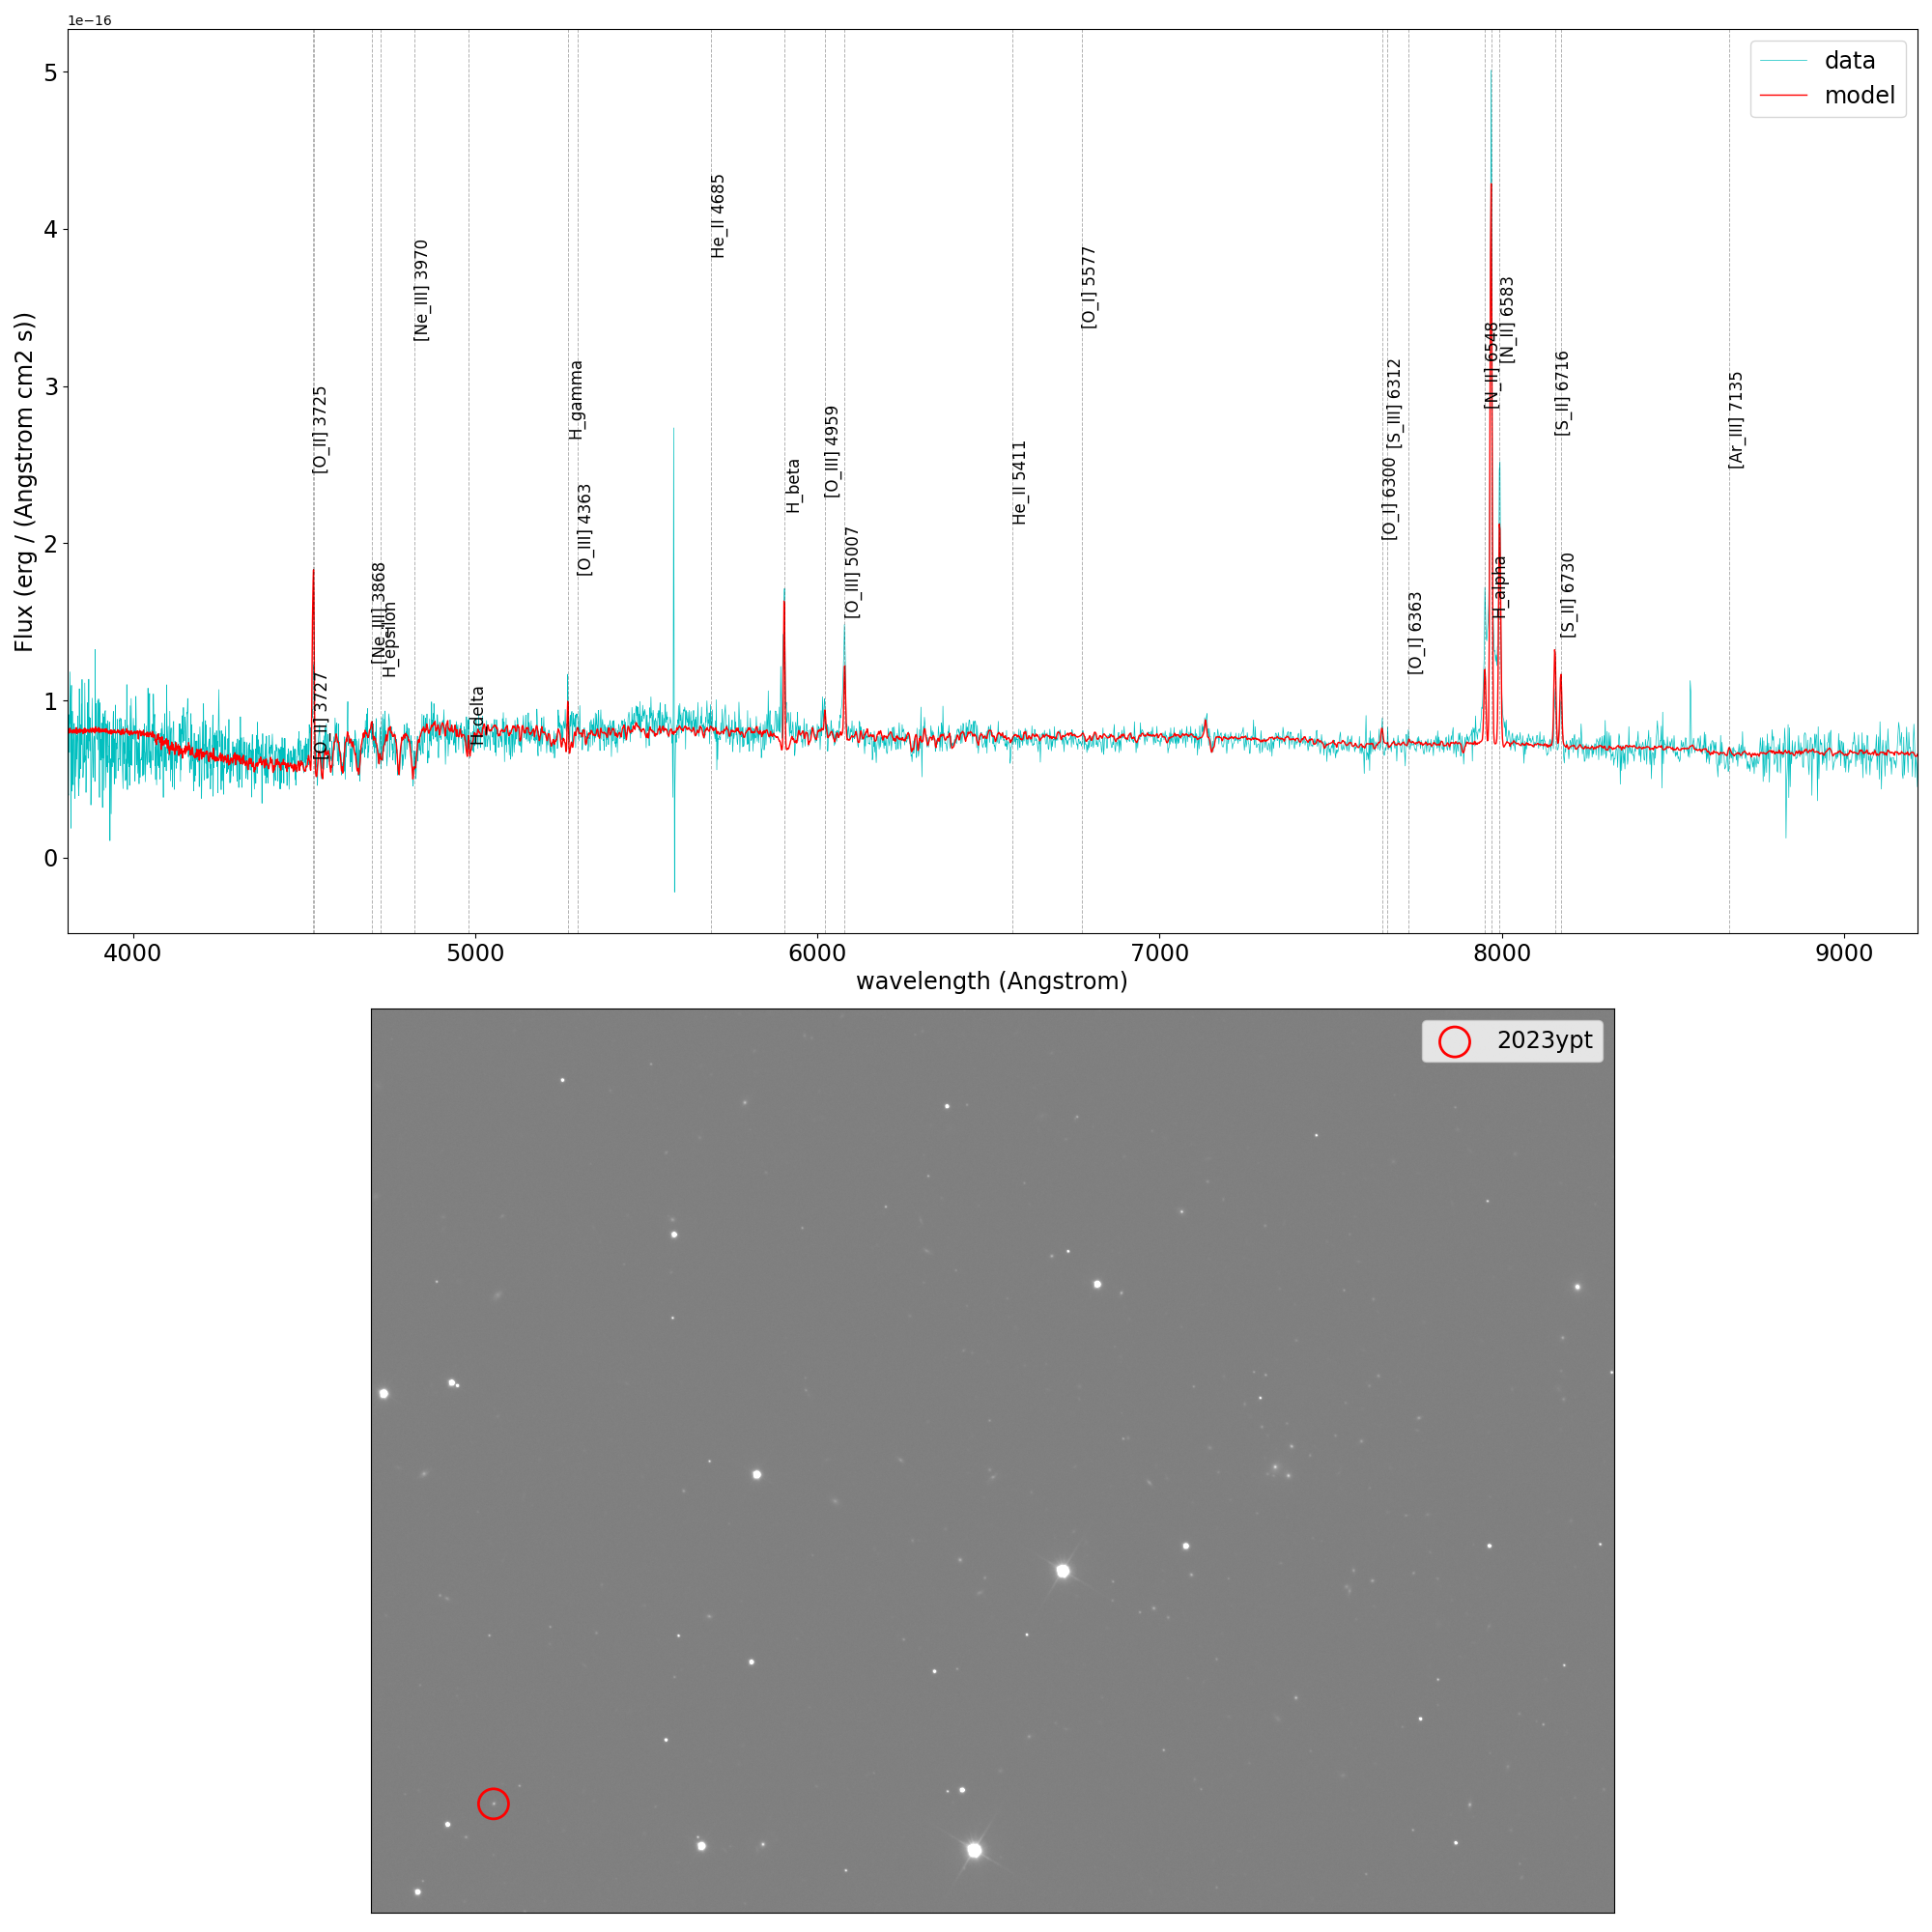 1e−16
data
model
Flux (erg / (Angstrom cm2 s))
5
4
3
2
1
0
[O_II] 3725
[O_II] 3727
[Ne_III] 3868
H_epsilon
[Ne_III] 3970
H_delta
H_gamma
[O_III] 4363
He_II 4685
H_beta
[O_III] 4959
[O_III] 5007
He_II 5411
[O_I] 5577
[O_I] 6300
[S_III] 6312
[O_I] 6363
[N_II] 6548
H_alpha
[N_II] 6583
[S_II] 6716
[S_II] 6730
[Ar_III] 7135
4000
5000
6000
7000
8000
9000
wavelength (Angstrom)
2023ypt